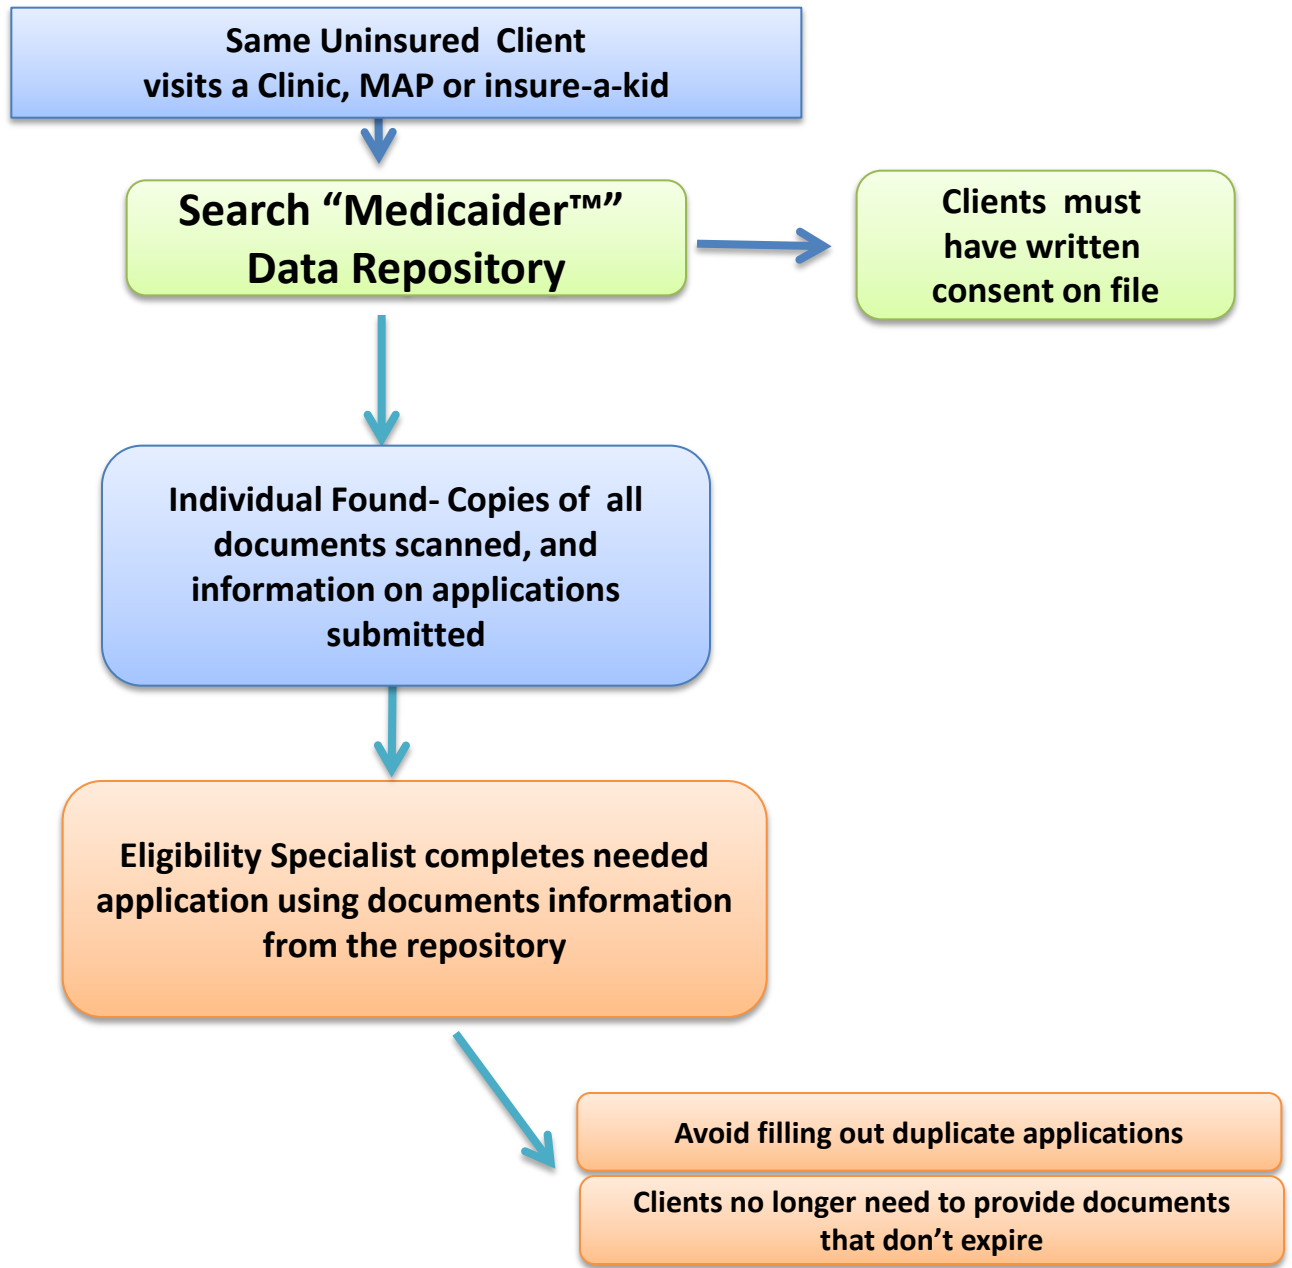 Same Uninsured Client
visits a Clinic, MAP or insure-a-kid
Search “Medicaider™”
Data Repository
Clients must
have written
consent on file
Individual Found- Copies of all
documents scanned, and
information on applications
submitted
Eligibility Specialist completes needed
application using documents information
from the repository
Avoid filling out duplicate applications
Clients no longer need to provide documents
that don’t expire